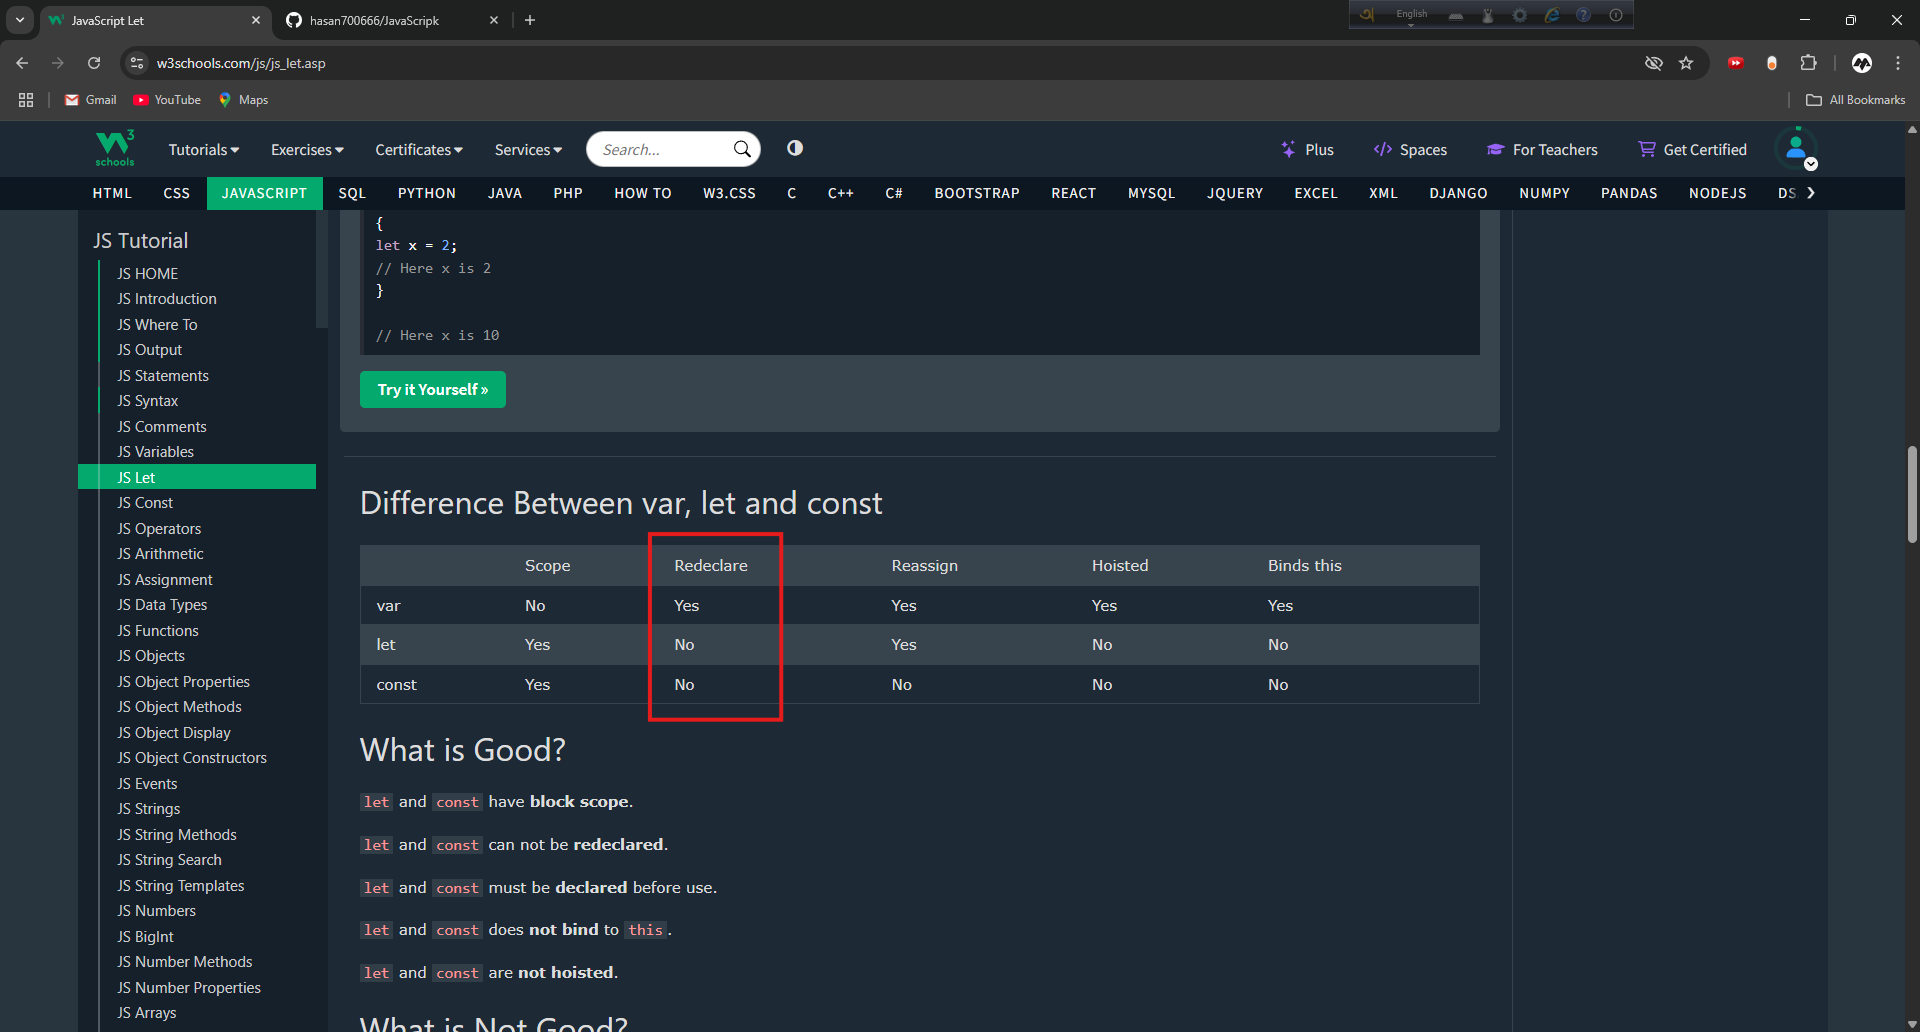 JavaScript Let
hasan700666/JavaScripk
English
w3schools.com/js/js_let.asp
Gmail
YouTube
Maps
All Bookmarks
W3 schools
Tutorials
Exercises
Certificates
Services
Search...
Plus
Spaces
For Teachers
Get Certified
HTML CSS JAVASCRIPT SQL PYTHON JAVA PHP HOW TO W3.CSS C C++ C# BOOTSTRAP REACT MYSQL JQUERY EXCEL XML DJANGO NUMPY PANDAS NODEJS DS
JS Tutorial
JS HOME
JS Introduction
JS Where To
JS Output
JS Statements
JS Syntax
JS Comments
JS Variables
JS Let
JS Const
JS Operators
JS Arithmetic
JS Assignment
JS Data Types
JS Functions
JS Objects
JS Object Properties
JS Object Methods
JS Object Display
JS Object Constructors
JS Events
JS Strings
JS String Methods
JS String Search
JS String Templates
JS Numbers
JS BigInt
JS Number Methods
JS Number Properties
JS Arrays
{
let x = 2;
// Here x is 2
}
// Here x is 10
Try it Yourself »
Difference Between var, let and const
Scope Redeclare Reassign Hoisted Binds this
var No Yes Yes Yes Yes
let Yes No Yes No No
const Yes No No No No
What is Good?
let and const have block scope.
let and const can not be redeclared.
let and const must be declared before use.
let and const does not bind to this.
let and const are not hoisted.
What is Not Good?